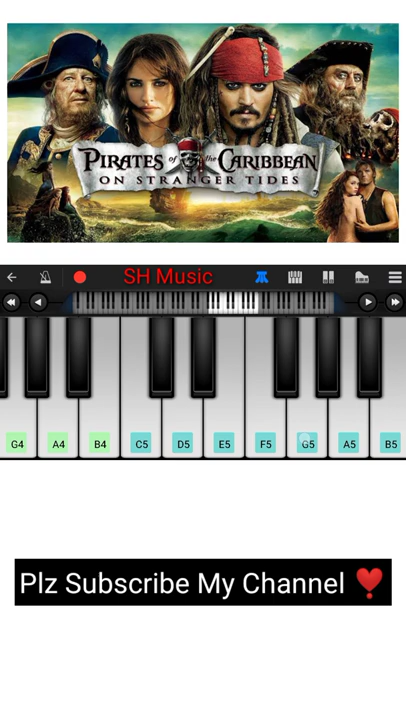 PIRATES of the CARIBBEAN
ON STRANGER TIDES
SH Music
G4 A4 B4 C5 D5 E5 F5 G5 A5 B5
Plz Subscribe My Channel ❣️